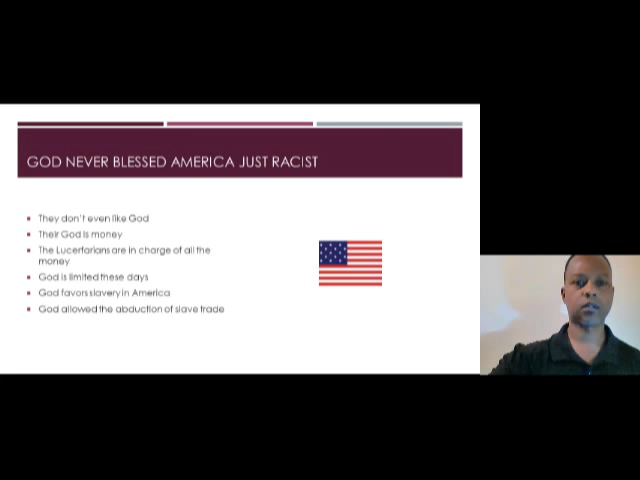 GOD NEVER BLESSED AMERICA JUST RACIST
They don't even like God
Their God is money
The Lucerfarians are in charge of all the
money
God is limited these days
God favors slavery in America
God allowed the abduction of slave trade